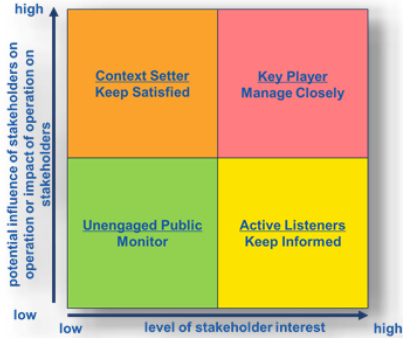 high
potential influence of stakeholders on
operation or impact of operation on
stakeholders
Context Setter
Keep Satisfied
Key Player
Manage Closely
Unengaged Public
Monitor
Active Listeners
Keep Informed
low
low
level of stakeholder interest
high